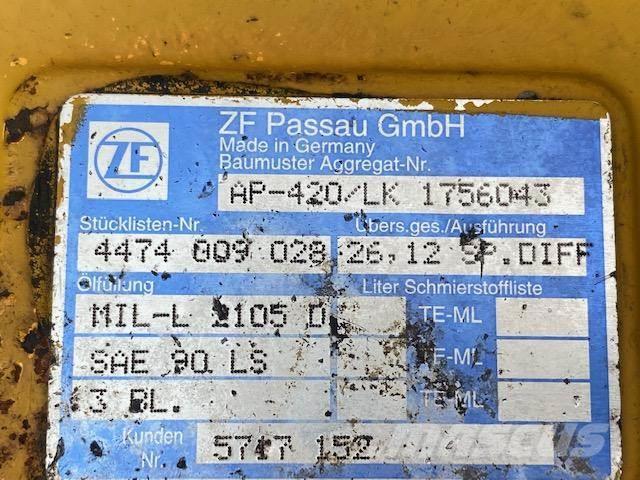 ZF
ZF Passau GmbH
Made in Germany
Baumuster Aggregat-Nr.
AP-420/LK 1756043
Stücklisten-Nr. Übers.ges./Ausführung
4474 009 028 26,12 SP.DIFF
Ölfüllung Liter Schmierstoffliste
MIL-L 2105 D TE-ML
SAE 90 LS TE-ML
3 BL. TE-ML
Kunden
Nr. 152
mascus